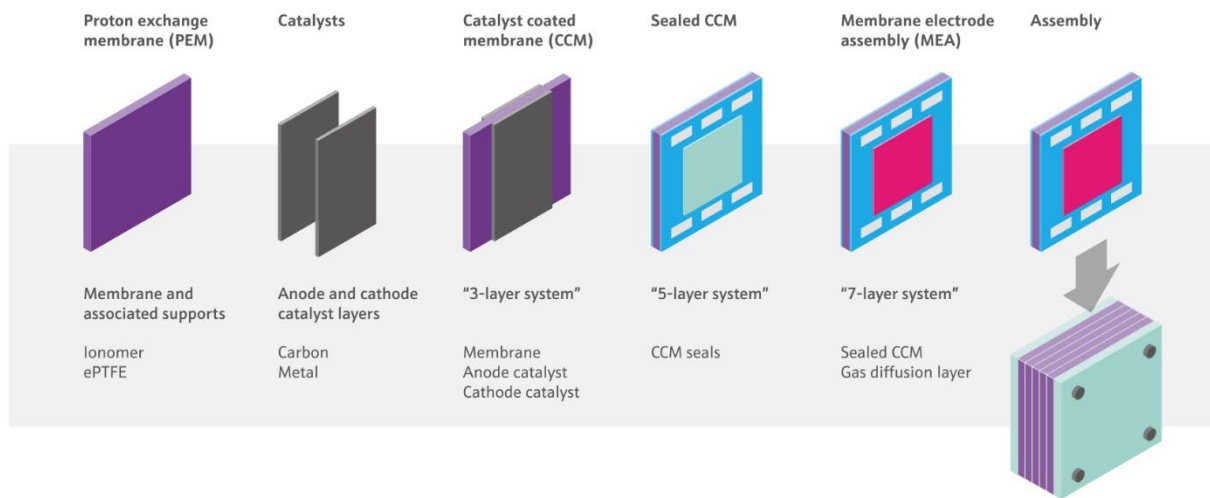 Proton exchange
membrane (PEM)
Catalysts
Catalyst coated
membrane (CCM)
Sealed CCM
Membrane electrode
assembly (MEA)
Assembly
Membrane and
associated supports
Anode and cathode
catalyst layers
“3-layer system”
“5-layer system”
“7-layer system”
Ionomer
ePTFE
Carbon
Metal
Membrane
Anode catalyst
Cathode catalyst
CCM seals
Sealed CCM
Gas diffusion layer